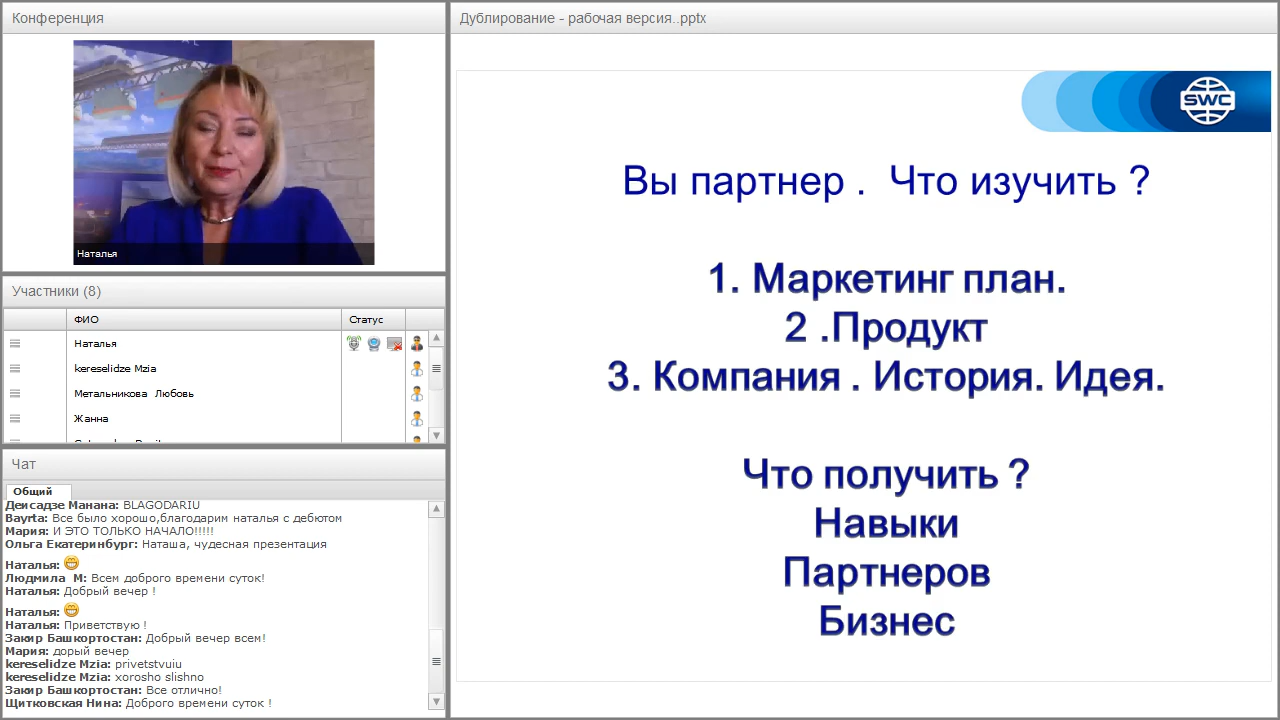 Конференция
Наталья
Участники (8)
ФИО
Статус
Наталья
kereselidze Mzia
Метальникова Любовь
Жанна
Чат
Общий
Деисадзе Манана: BLAGODARIU
Bayrta: Все было хорошо,благодарим наталья с дебютом
Мария: И ЭТО ТОЛЬКО НАЧАЛО!!!!!
Ольга Екатеринбург: Наташа, чудесная презентация
Наталья:
Людмила М: Всем доброго времени суток!
Наталья: Добрый вечер !
Наталья:
Наталья: Приветствую !
Закир Башкортостан: Добрый вечер всем!
Мария: дорый вечер
kereselidze Mzia: privetstvuiu
kereselidze Mzia: xorosho slishno
Закир Башкортостан: Все отлично!
Щитковская Нина: Доброго времени суток !
Дублирование - рабочая версия..pptx
SWC
Вы партнер . Что изучить ?
1. Маркетинг план.
2 .Продукт
3. Компания . История. Идея.
Что получить ?
Навыки
Партнеров
Бизнес